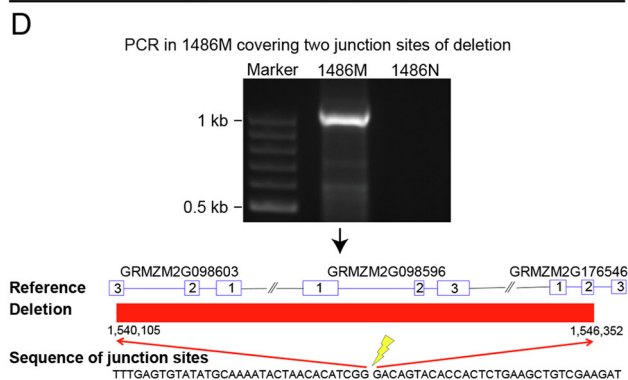 D
PCR in 1486M covering two junction sites of deletion
Marker 1486M 1486N
1 kb
0.5 kb
GRMZM2G098603 GRMZM2G098596 GRMZM2G176546
Reference 3 2 1 // 1 2 3 // 1 2 3
Deletion
1,540,105 1,546,352
Sequence of junction sites
TTTGAGTGTATATGCAAAATACTAACACATCGG GACAGTACACCACTCTGAAGCTGTCGAAGAT